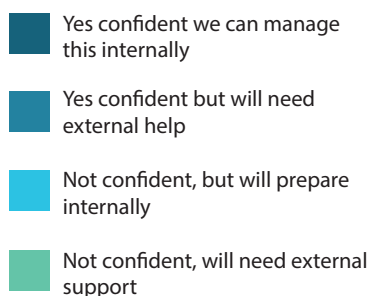 Yes confident we can manage
this internally
Yes confident but will need
external help
Not confident, but will prepare
internally
Not confident, will need external
support